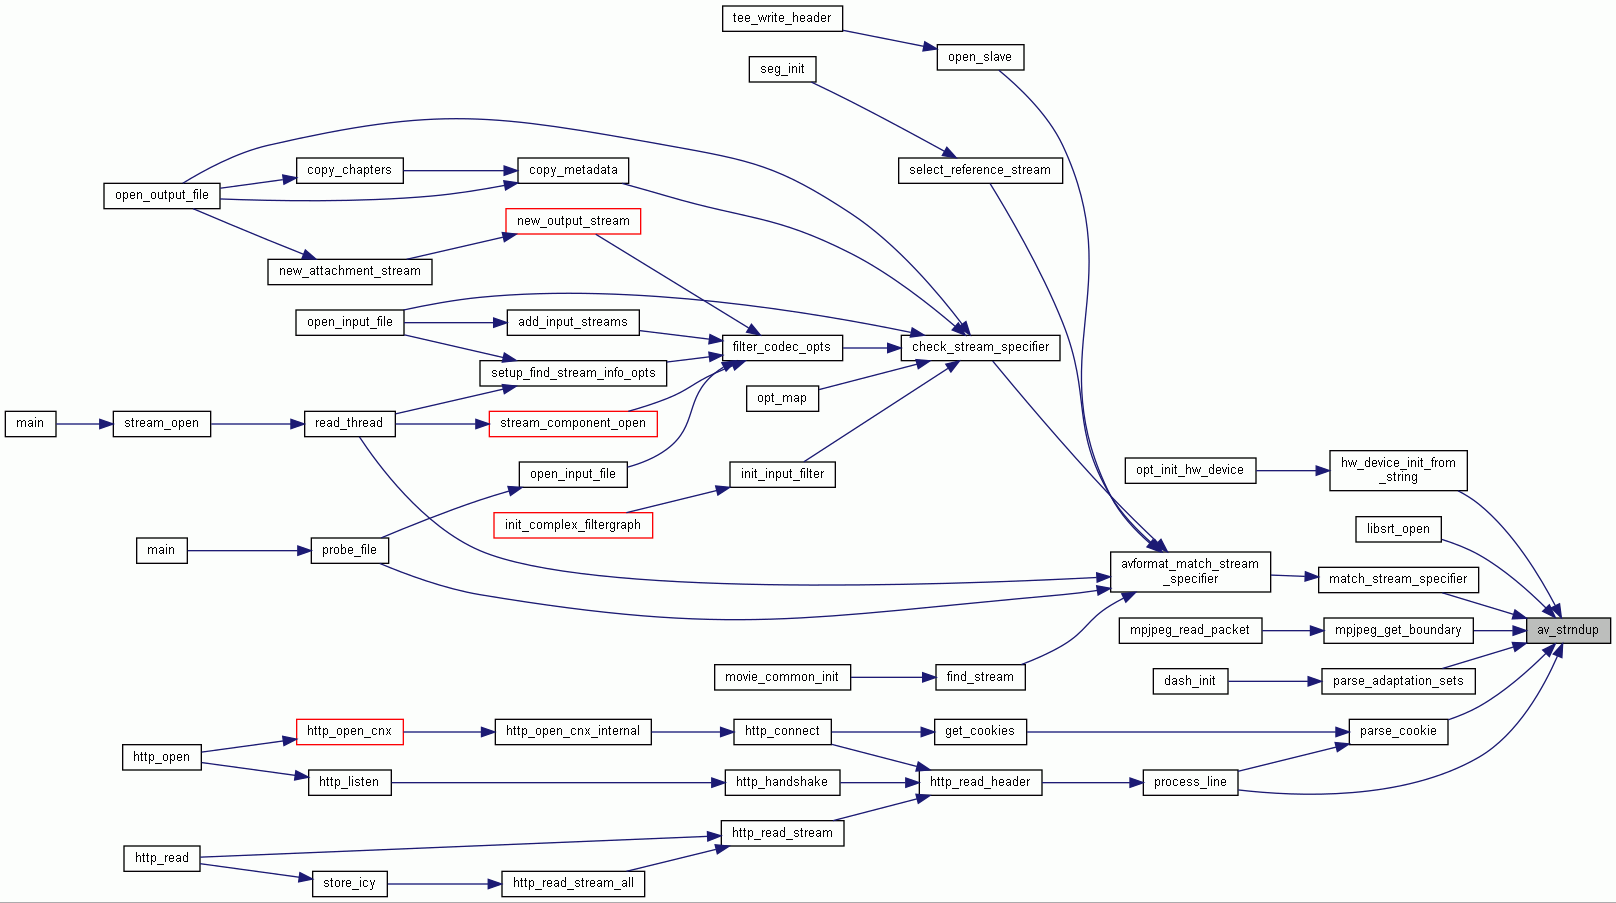 tee_write_header
open_slave
seg_init
copy_chapters
copy_metadata
select_reference_stream
open_output_file
new_output_stream
new_attachment_stream
open_input_file
add_input_streams
filter_codec_opts
check_stream_specifier
setup_find_stream_info_opts
opt_map
main
stream_open
read_thread
stream_component_open
open_input_file
init_input_filter
opt_init_hw_device
hw_device_init_from
_string
init_complex_filtergraph
libsrt_open
main
probe_file
avformat_match_stream
_specifier
match_stream_specifier
mpjpeg_read_packet
mpjpeg_get_boundary
av_strndup
movie_common_init
find_stream
dash_init
parse_adaptation_sets
http_open_cnx
http_open_cnx_internal
http_connect
get_cookies
parse_cookie
http_open
http_listen
http_handshake
http_read_header
process_line
http_read_stream
http_read
store_icy
http_read_stream_all